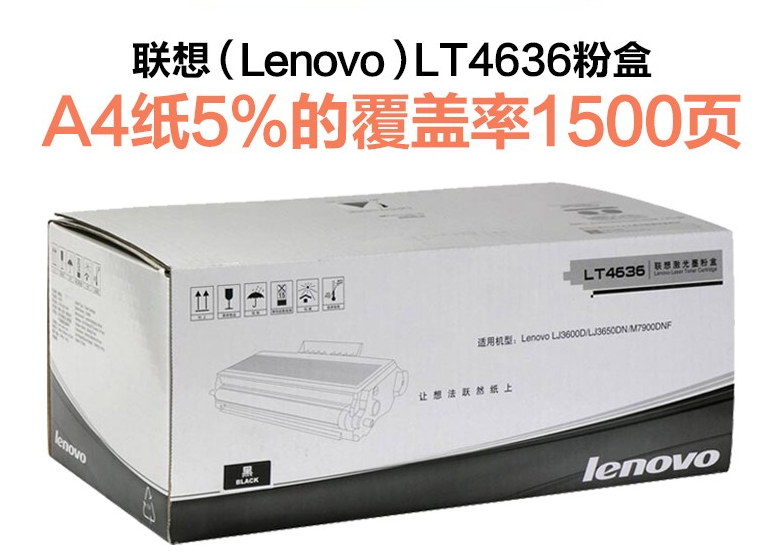 联想（Lenovo）LT4636粉盒
A4纸5%的覆盖率1500页
LT4636
联想激光墨粉盒
Lenovo Laser Toner Cartridge
适用机型：Lenovo LJ3600D/LJ3650DN/M7900DNF
让想法跃然纸上
黑
BLACK
lenovo
lenovo